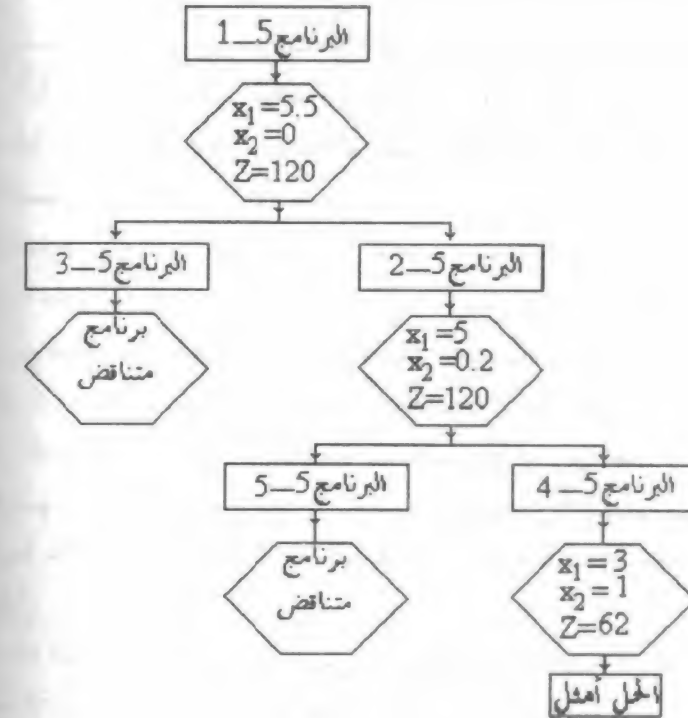 البرنامج 5_1
x1=5.5
x2=0
Z=120
البرنامج 5_2
البرنامج 5_3
x1=5
x2=0.2
Z=120
برنامج
متناقض
البرنامج 5_4
البرنامج 5_5
x1= 3
x2= 1
Z=62
برنامج
متناقض
الحل أمثل